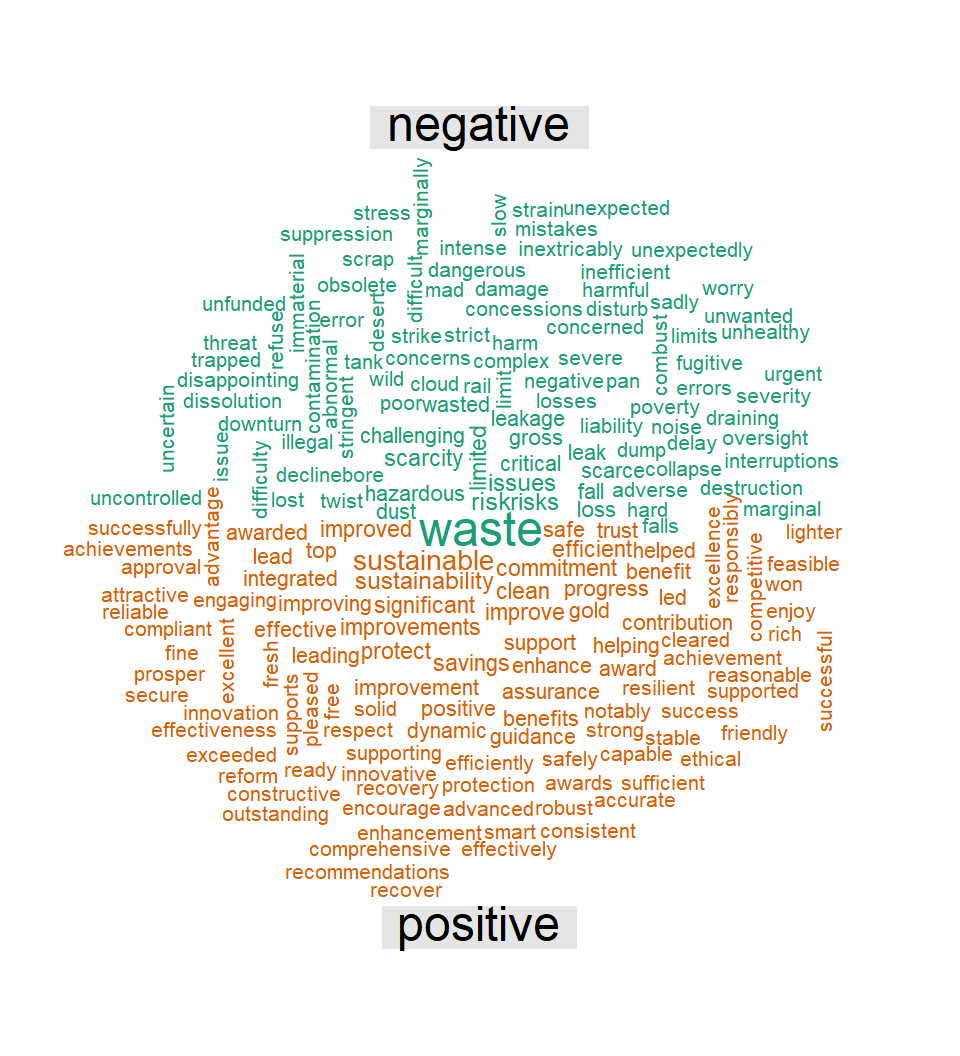 negative
marginally
stress
slow
strain
unexpected
suppression
mistakes
intense
inextricably
unexpectedly
scrap
difficult
dangerous
inefficient
immaterial
obsolete
mad
damage
harmful
worry
unfunded
desert
concessions
disturb
sadly
unwanted
error
refused
contamination
strike
strict
harm
concerned
combust
limits
unhealthy
threat
trapped
abnormal
tank
concerns
complex
severe
fugitive
urgent
disappointing
wild
cloud
rail
limit
negative
pan
errors
severity
dissolution
stringent
poor
wasted
losses
poverty
uncertain
downturn
leakage
liability
noise
draining
issue
illegal
challenging
gross
leak
dump
delay
oversight
difficulty
scarcity
limited
critical
scarce
collapse
interruptions
decline
bore
issues
uncontrolled
lost
twist
hazardous
risk
risks
fall
adverse
destruction
dust
loss
hard
marginal
waste
falls
successfully
advantage
awarded
improved
safe
trust
excellence
responsibly
lighter
achievements
lead
top
sustainable
efficient
helped
competitive
approval
integrated
sustainability
commitment
benefit
feasible
attractive
engaging
improving
significant
clean
progress
led
won
reliable
improve
gold
contribution
enjoy
compliant
effective
improvements
support
helping
cleared
rich
fine
excellent
fresh
leading
protect
savings
enhance
award
achievement
successful
prosper
improvement
assurance
resilient
reasonable
secure
supports
pleased
free
supported
innovation
solid
positive
benefits
notably
success
effectiveness
respect
dynamic
guidance
strong
stable
friendly
exceeded
supporting
efficiently
safely
capable
ethical
reform
ready
innovative
constructive
recovery
protection
awards
sufficient
outstanding
encourage
advanced
robust
accurate
enhancement
smart
consistent
comprehensive
effectively
recommendations
recover
positive